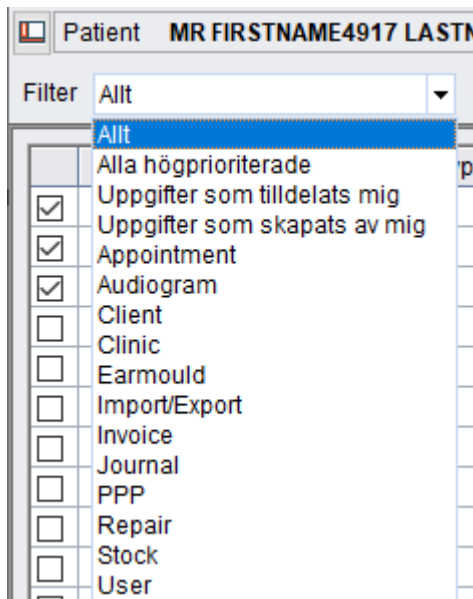 Patient MR FIRSTNAME4917
Filter Allt
Allt
Alla högprioriterade
Uppgifter som tilldelats mig
Uppgifter som skapats av mig
Appointment
Audiogram
Client
Clinic
Earmould
Import/Export
Invoice
Journal
PPP
Repair
Stock
User